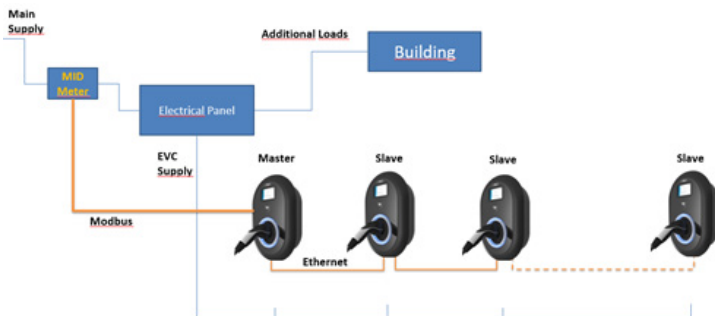 Main
Supply
Additional Loads
Building
MID
Meter
Electrical Panel
EVC
Supply
Master
Slave
Slave
Slave
Modbus
Ethernet